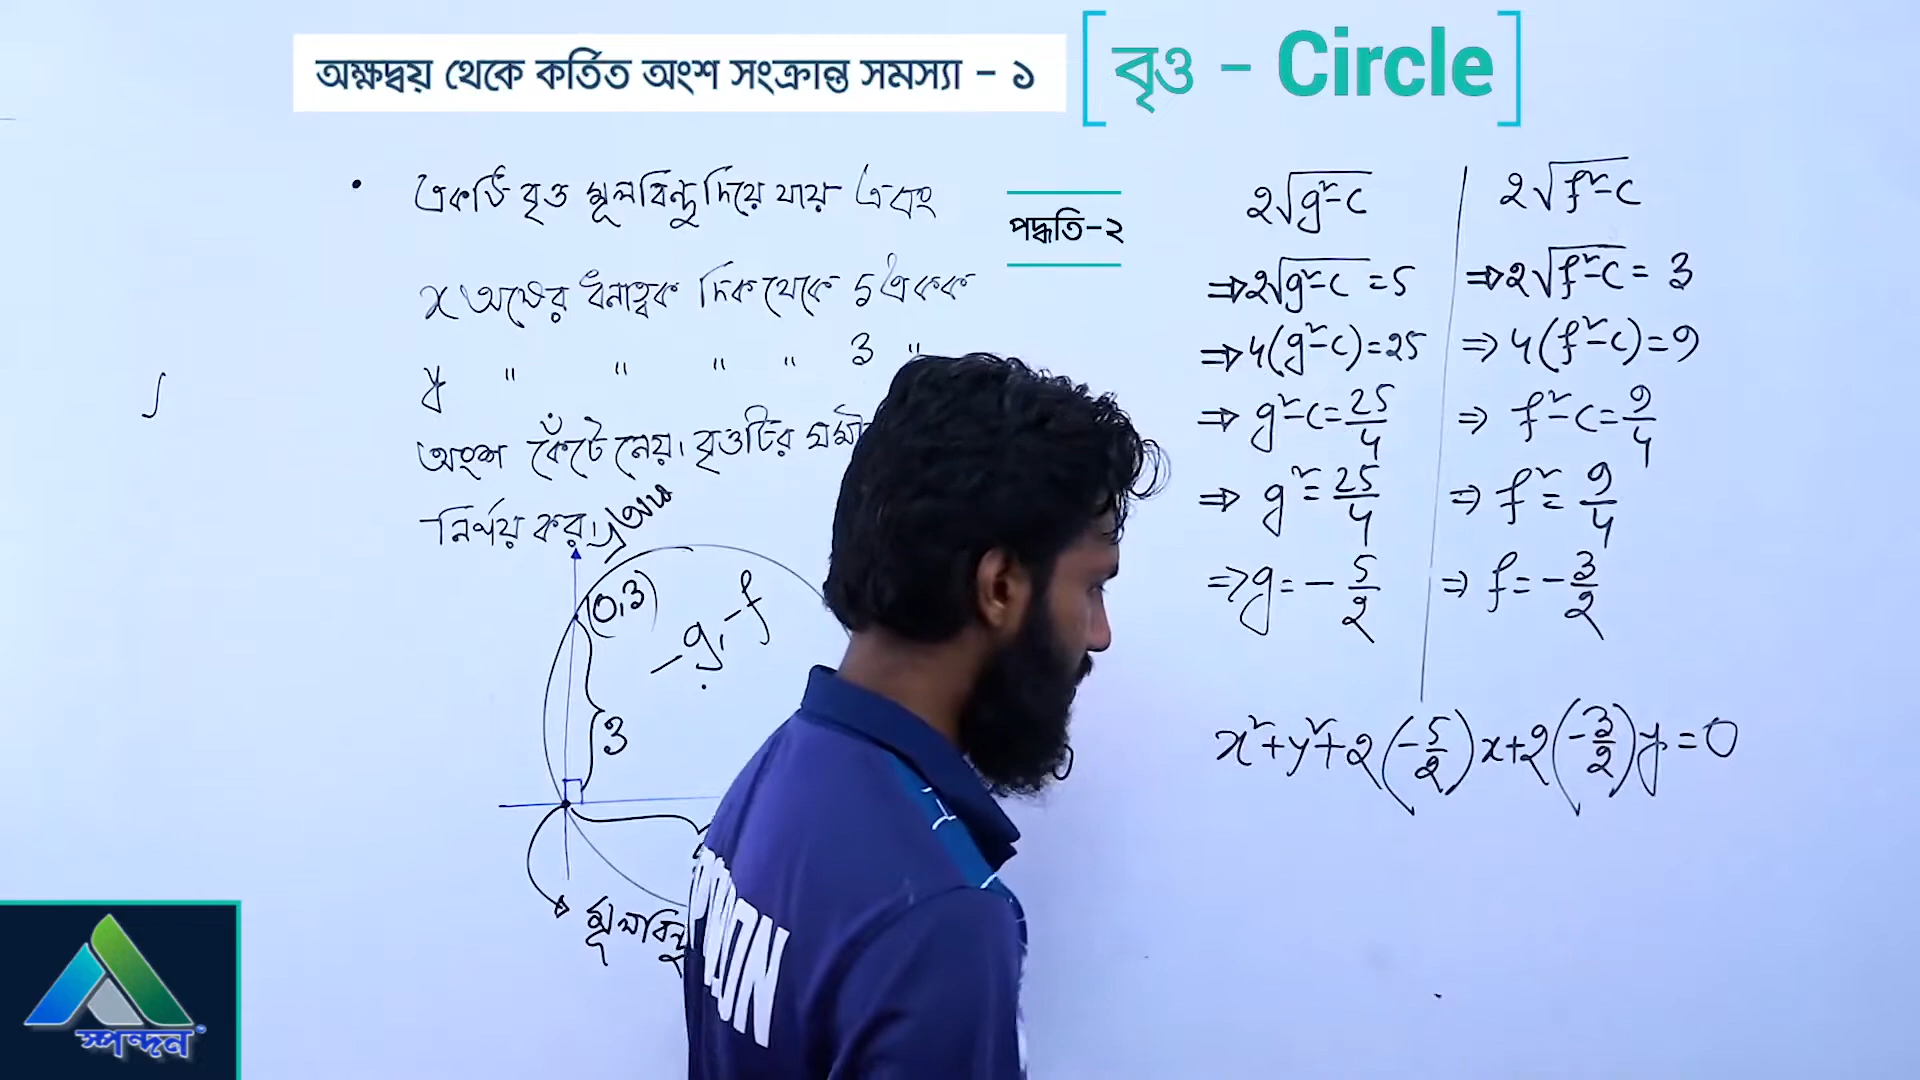 অক্ষদ্বয় থেকে কর্তিত অংশ সংক্রান্ত সমস্যা – ১
[বৃও – Circle]
• একটি বৃত্ত মূলবিন্দু দিয়ে যায় এবং
x অক্ষের ধনাত্বক দিক থেকে 5 একক
y " " " " 3 "
অংশ কেঁটে নেয়। বৃত্তটির
নির্ণয় কর।
অক্ষ
(0,3)
-g, -f
3
মূলবিন্দু
পদ্ধতি-২
2√g²-c
⇒2√g²-c = 5
⇒4(g²-c)=25
⇒ g²-c=25/4
⇒ g²=25/4
⇒g= - 5/2
2√f²-c
⇒2√f²-c = 3
⇒ 4(f²-c)=9
⇒ f²-c=9/4
⇒ f²=9/4
⇒ f=-3/2
x²+y²+2(-5/2)x+2(-3/2)y=0
PTRON
স্পন্দন